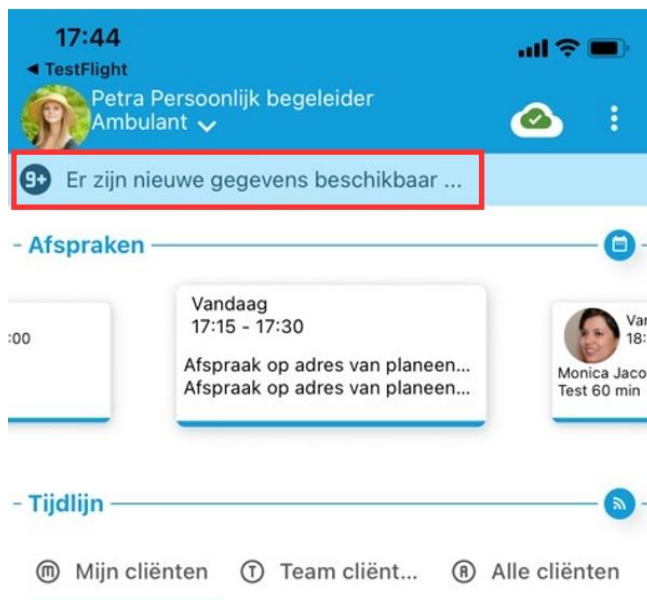 17:44
◀ TestFlight
Petra Persoonlijk begeleider
Ambulant
9+ Er zijn nieuwe gegevens beschikbaar ...
- Afspraken
:00
Vandaag
17:15 - 17:30
Afspraak op adres van planeen...
Afspraak op adres van planeen...
Var
18:
Monica Jaco
Test 60 min
- Tijdlijn
M Mijn cliënten T Team cliënt... A Alle cliënten